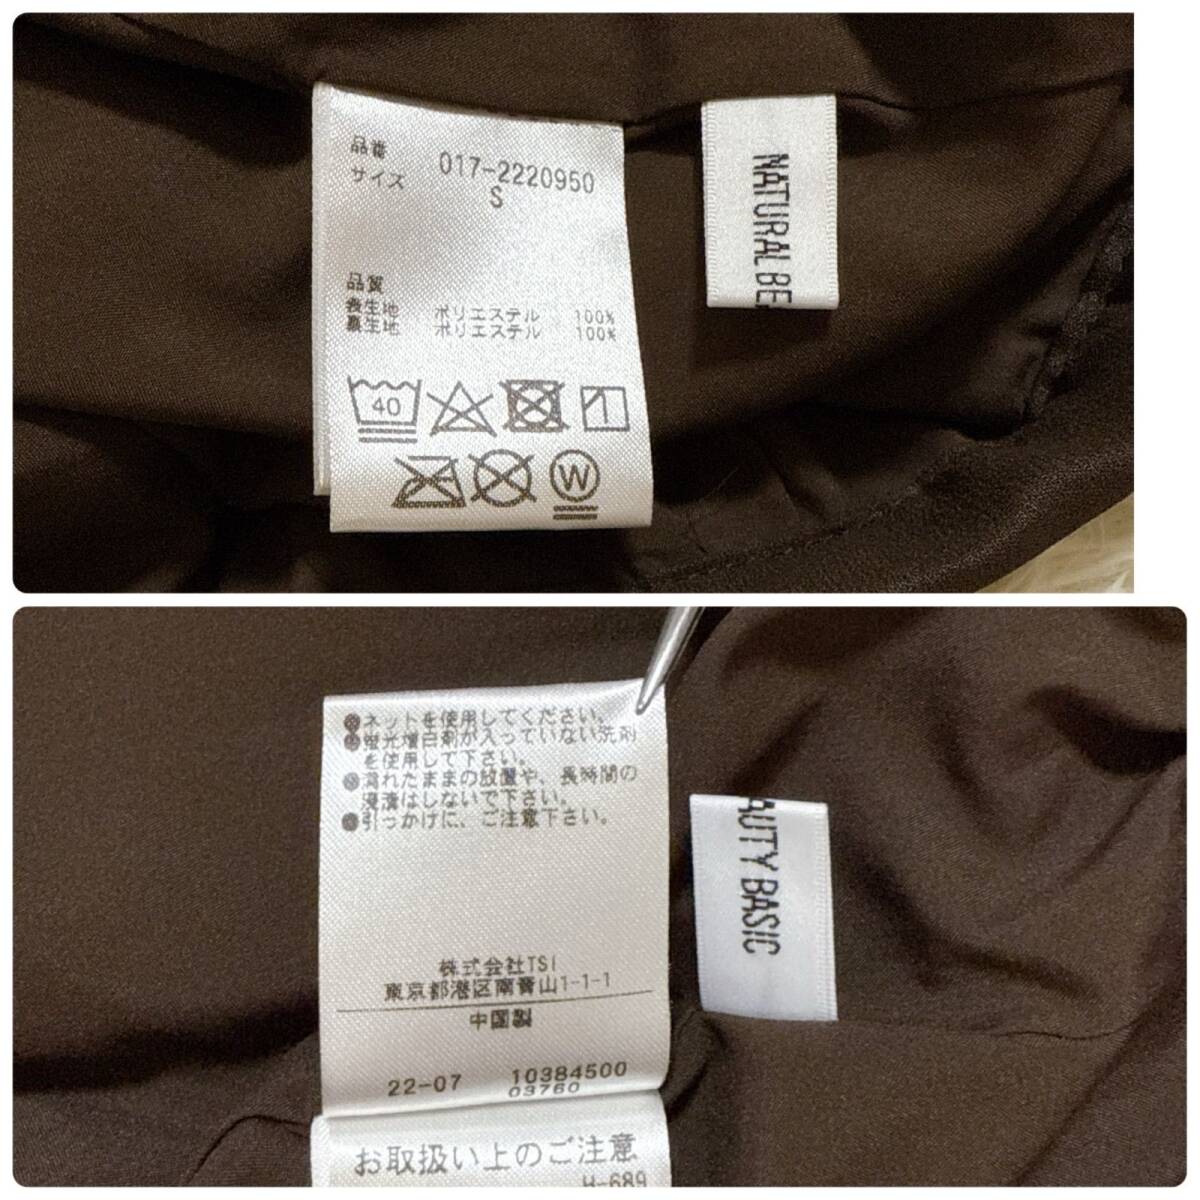 品番 017-2220950
サイズ S
品質
表生地 ポリエステル 100%
裏生地 ポリエステル 100%
40
W
NATURAL BE
●ネットを使用してください。
●蛍光増白剤が入っていない洗剤
を使用して下さい。
●濡れたままの放置や、長時間の
浸漬はしないで下さい。
●引っかけに、ご注意下さい。
株式会社TSI
東京都港区南青山1-1-1
中国製
22-07 10384500
03760
お取扱い上のご注意
H-689
AUTY BASIC